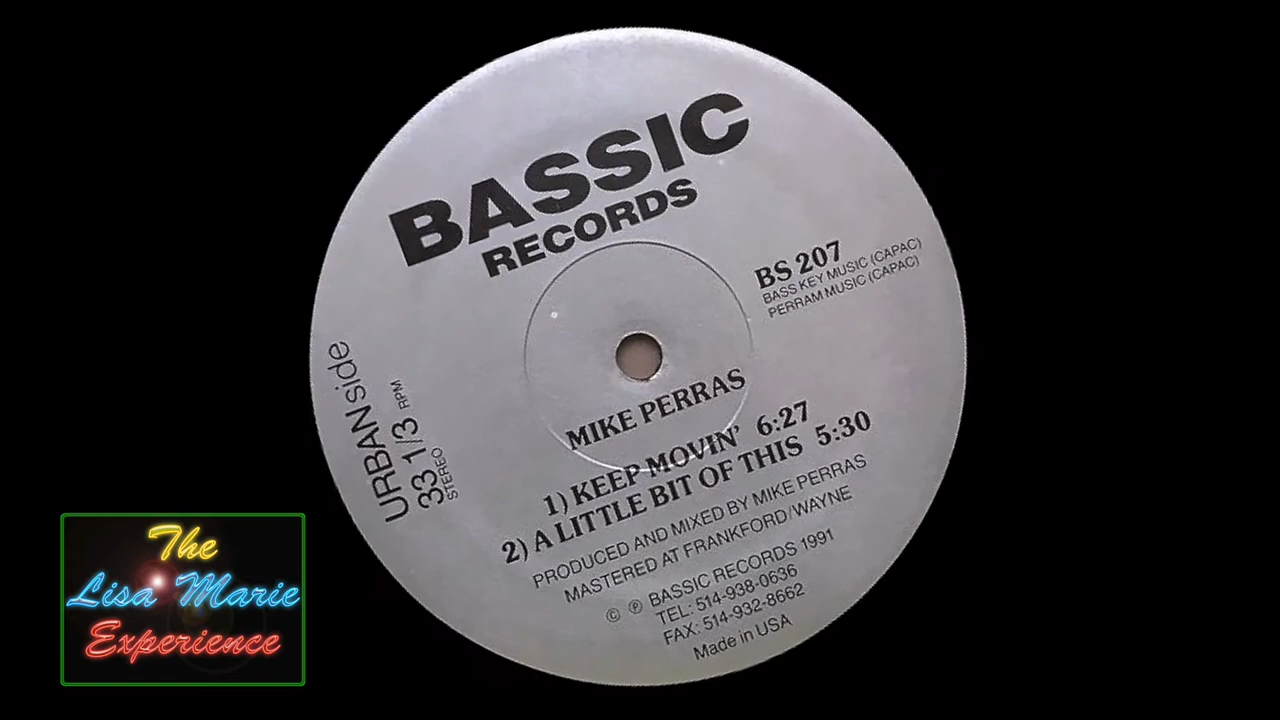 BASSIC
RECORDS
BS 207
BASS KEY MUSIC (CAPAC)
PERRAM MUSIC (CAPAC)
URBAN side
33 1/3 RPM
STEREO
MIKE PERRAS
1) KEEP MOVIN' 6:27
2) A LITTLE BIT OF THIS 5:30
PRODUCED AND MIXED BY MIKE PERRAS
MASTERED AT FRANKFORD/WAYNE
© ℗ BASSIC RECORDS 1991
TEL: 514-938-0636
FAX: 514-932-8662
Made in USA
The
Lisa Marie
Experience